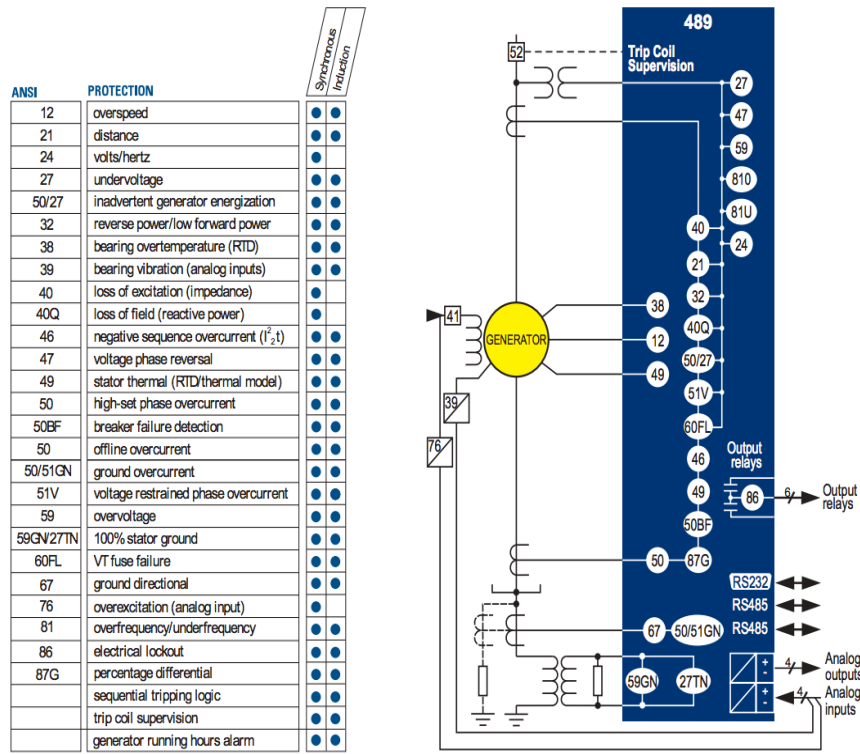 Synchronous
Induction
ANSI PROTECTION
12 overspeed
21 distance
24 volts/hertz
27 undervoltage
50/27 inadvertent generator energization
32 reverse power/low forward power
38 bearing overtemperature (RTD)
39 bearing vibration (analog inputs)
40 loss of excitation (impedance)
40Q loss of field (reactive power)
46 negative sequence overcurrent (I²₂t)
47 voltage phase reversal
49 stator thermal (RTD/thermal model)
50 high-set phase overcurrent
50BF breaker failure detection
50 offline overcurrent
50/51GN ground overcurrent
51V voltage restrained phase overcurrent
59 overvoltage
59GN/27TN 100% stator ground
60FL VT fuse failure
67 ground directional
76 overexcitation (analog input)
81 overfrequency/underfrequency
86 electrical lockout
87G percentage differential
sequential tripping logic
trip coil supervision
generator running hours alarm
489
52
Trip Coil
Supervision
27
47
59
810
81U
24
40
21
32
40Q
50/27
51V
60FL
46
49
50BF
87G
50
38
12
49
41
GENERATOR
39
76
Output
relays
86
6
Output
relays
RS232
RS485
RS485
67
50/51GN
59GN
27TN
+
-
4
Analog
outputs
+
-
4
Analog
inputs